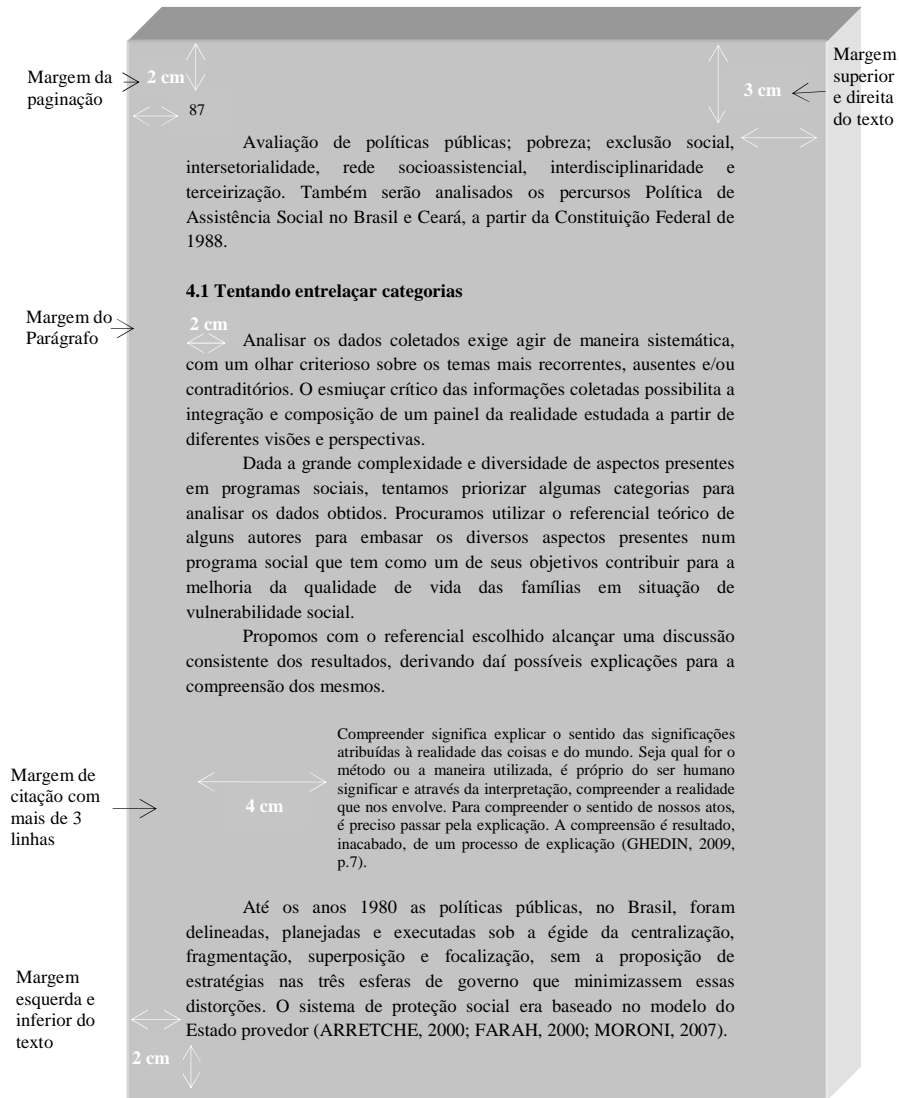 Margem da
paginação
2 cm
3 cm
Margem
superior
e direita
do texto
87
Avaliação de políticas públicas; pobreza; exclusão social,
intersetorialidade, rede socioassistencial, interdisciplinaridade e
terceirização. Também serão analisados os percursos Política de
Assistência Social no Brasil e Ceará, a partir da Constituição Federal de
1988.
4.1 Tentando entrelaçar categorias
Margem do
Parágrafo
2 cm
Analisar os dados coletados exige agir de maneira sistemática,
com um olhar criterioso sobre os temas mais recorrentes, ausentes e/ou
contraditórios. O esmiuçar crítico das informações coletadas possibilita a
integração e composição de um painel da realidade estudada a partir de
diferentes visões e perspectivas.
Dada a grande complexidade e diversidade de aspectos presentes
em programas sociais, tentamos priorizar algumas categorias para
analisar os dados obtidos. Procuramos utilizar o referencial teórico de
alguns autores para embasar os diversos aspectos presentes num
programa social que tem como um de seus objetivos contribuir para a
melhoria da qualidade de vida das famílias em situação de
vulnerabilidade social.
Propomos com o referencial escolhido alcançar uma discussão
consistente dos resultados, derivando daí possíveis explicações para a
compreensão dos mesmos.
Margem de
citação com
mais de 3
linhas
4 cm
Compreender significa explicar o sentido das significações
atribuídas à realidade das coisas e do mundo. Seja qual for o
método ou a maneira utilizada, é próprio do ser humano
significar e através da interpretação, compreender a realidade
que nos envolve. Para compreender o sentido de nossos atos,
é preciso passar pela explicação. A compreensão é resultado,
inacabado, de um processo de explicação (GHEDIN, 2009,
p.7).
Até os anos 1980 as políticas públicas, no Brasil, foram
delineadas, planejadas e executadas sob a égide da centralização,
fragmentação, superposição e focalização, sem a proposição de
estratégias nas três esferas de governo que minimizassem essas
distorções. O sistema de proteção social era baseado no modelo do
Estado provedor (ARRETCHE, 2000; FARAH, 2000; MORONI, 2007).
Margem
esquerda e
inferior do
texto
2 cm